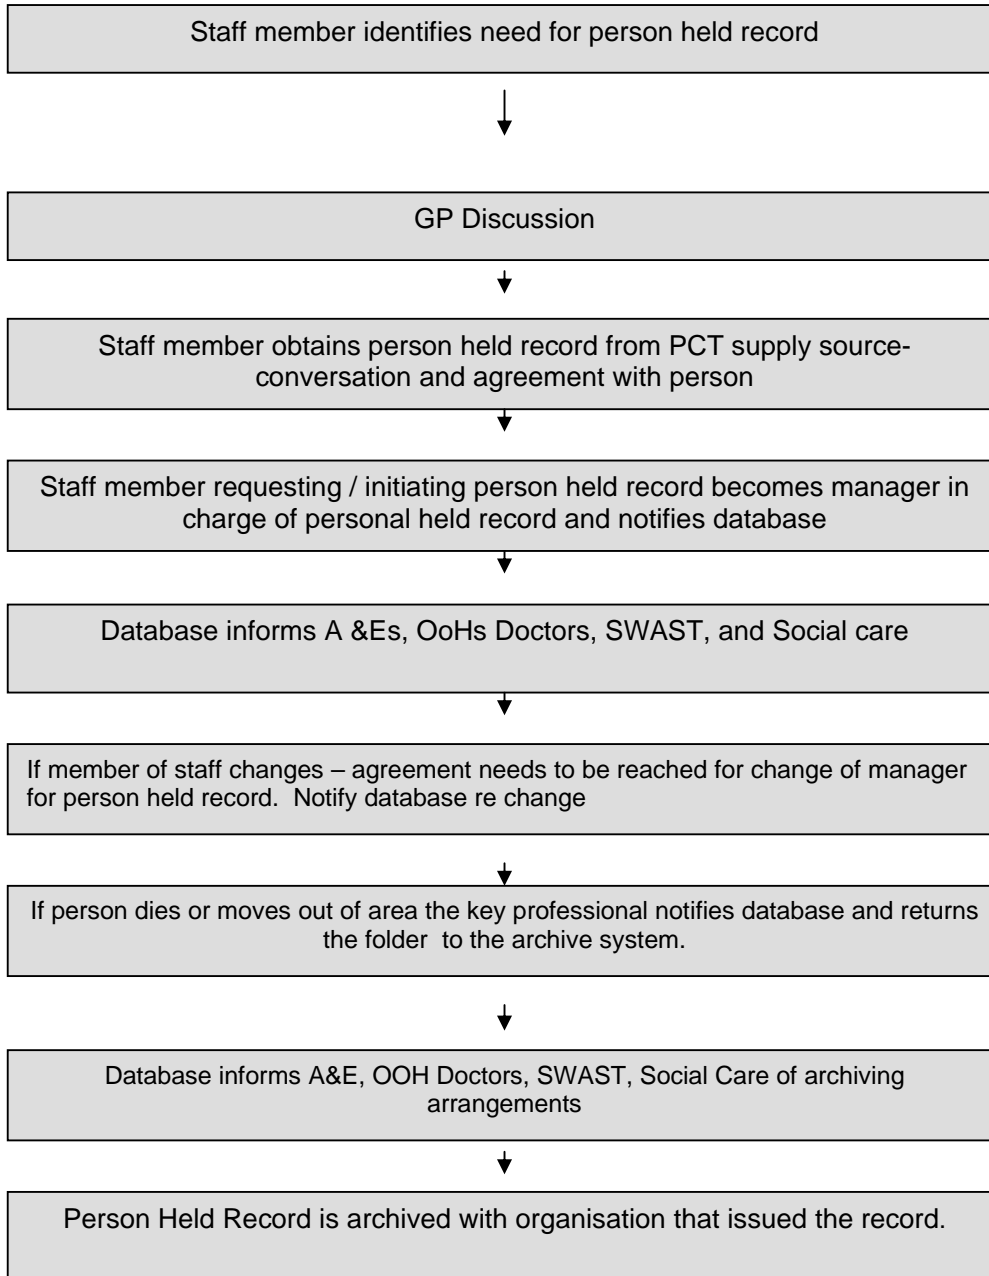 Staff member identifies need for person held record
GP Discussion
Staff member obtains person held record from PCT supply source-
conversation and agreement with person
Staff member requesting / initiating person held record becomes manager in
charge of personal held record and notifies database
Database informs A &Es, OoHs Doctors, SWAST, and Social care
If member of staff changes – agreement needs to be reached for change of manager
for person held record.  Notify database re change
If person dies or moves out of area the key professional notifies database and returns
the folder  to the archive system.
Database informs A&E, OOH Doctors, SWAST, Social Care of archiving
arrangements
Person Held Record is archived with organisation that issued the record.